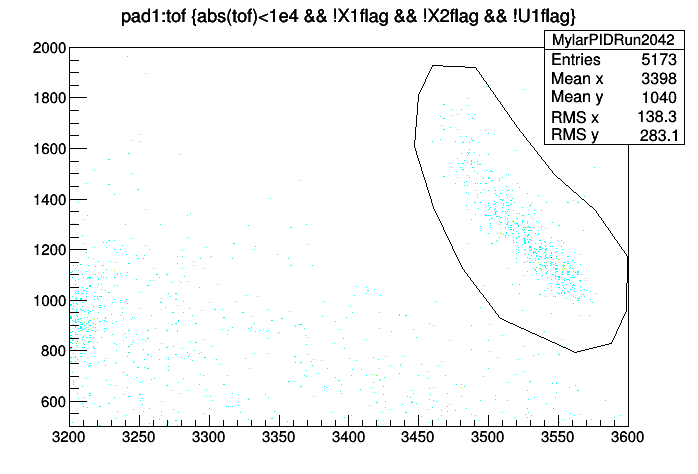 pad1:tof {abs(tof)<1e4 && !X1flag && !X2flag && !U1flag}
MylarPIDRun2042
Entries 5173
Mean x 3398
Mean y 1040
RMS x 138.3
RMS y 283.1
2000
1800
1600
1400
1200
1000
800
600
3200 3250 3300 3350 3400 3450 3500 3550 3600